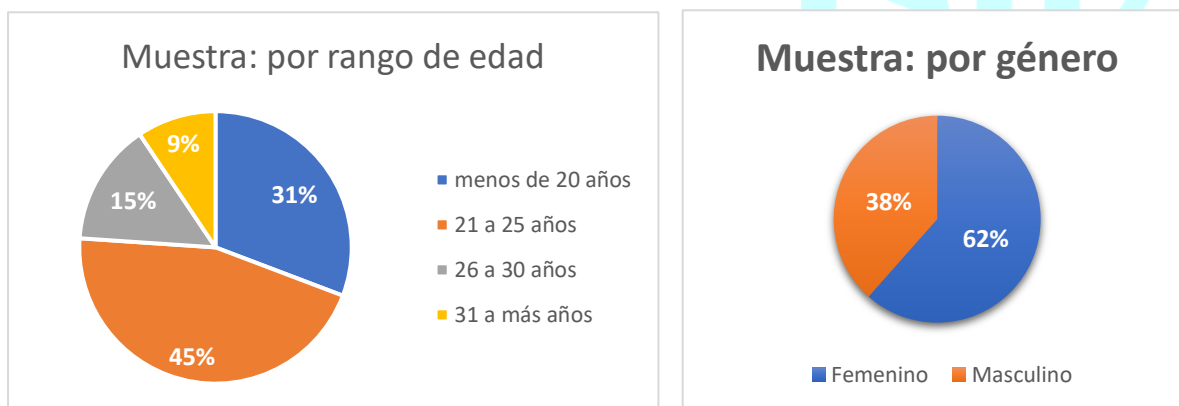 Muestra: por rango de edad
9%
31%
15%
45%
menos de 20 años
21 a 25 años
26 a 30 años
31 a más años
Muestra: por género
38%
62%
Femenino Masculino